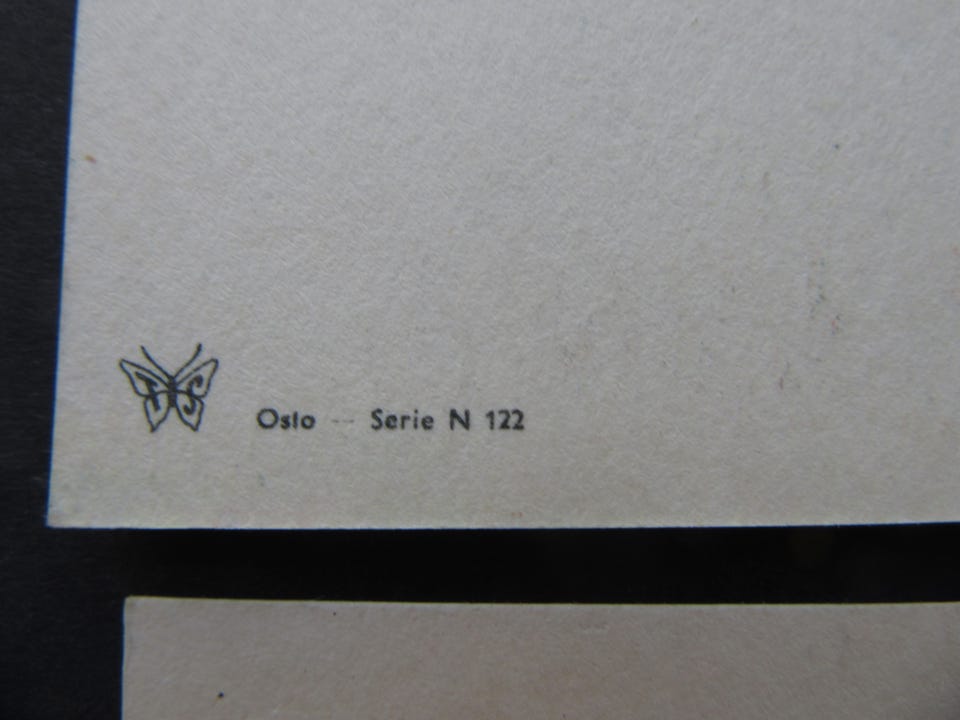 Oslo — Serie N 122